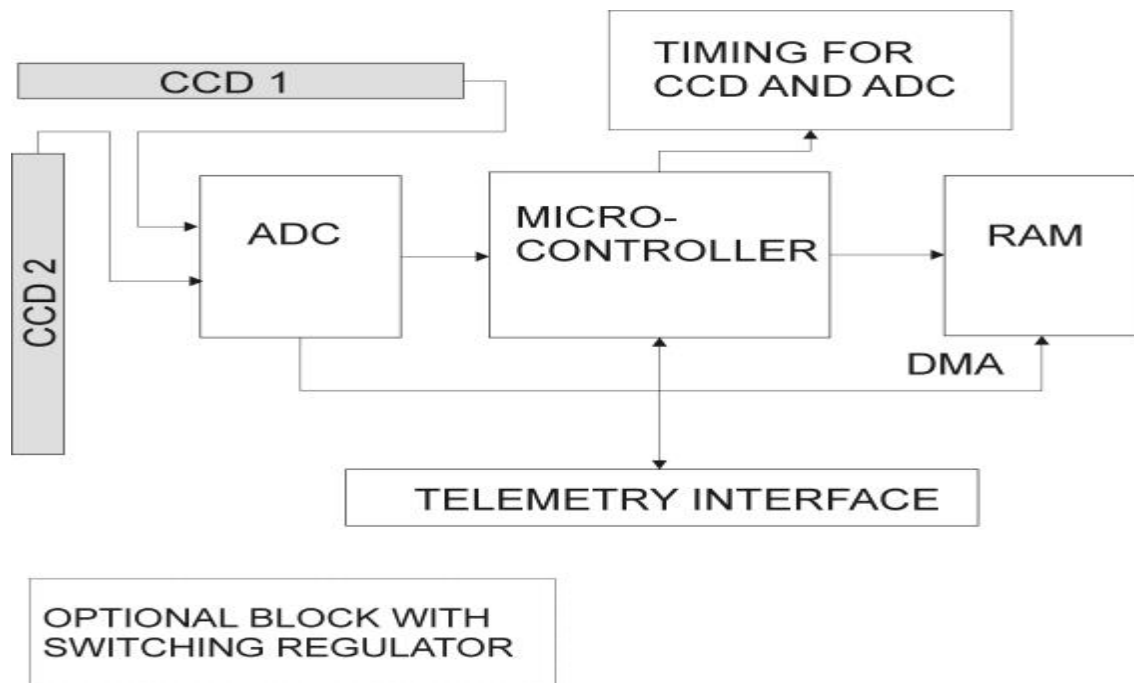 TIMING FOR
CCD AND ADC
CCD 1
CCD 2
ADC
MICRO-
CONTROLLER
RAM
DMA
TELEMETRY INTERFACE
OPTIONAL BLOCK WITH
SWITCHING REGULATOR